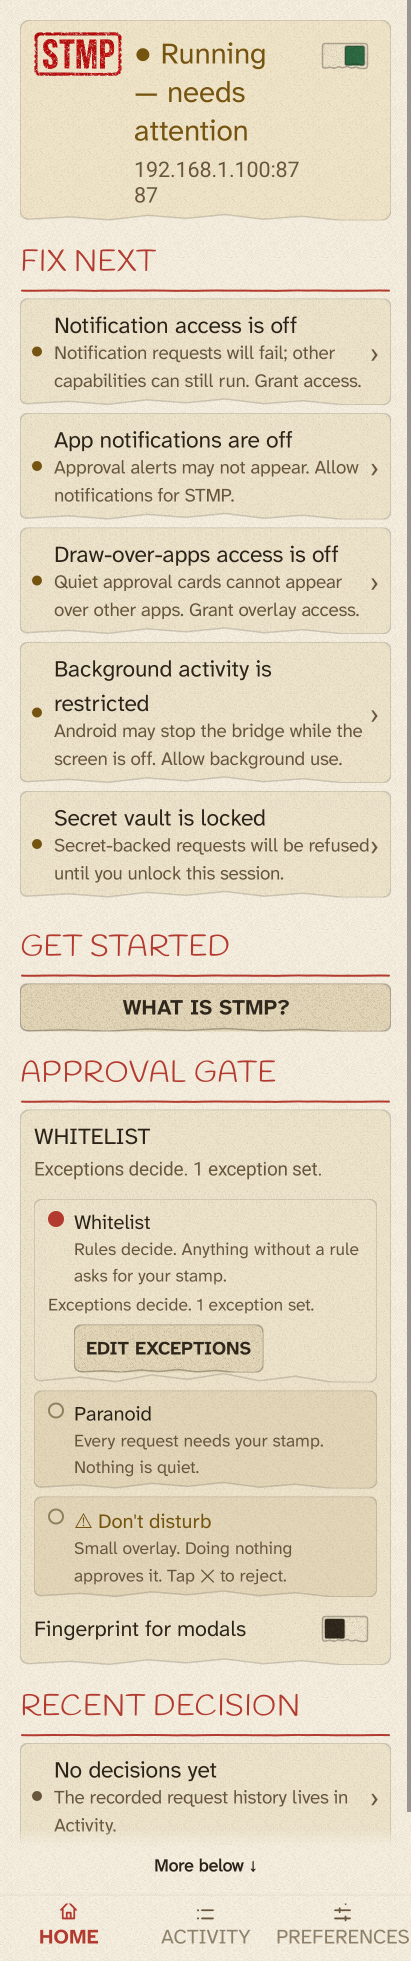 STMP
● Running
— needs
attention
192.168.1.100:87
87
FIX NEXT
Notification access is off
Notification requests will fail; other
capabilities can still run. Grant access.
App notifications are off
Approval alerts may not appear. Allow
notifications for STMP.
Draw-over-apps access is off
Quiet approval cards cannot appear
over other apps. Grant overlay access.
Background activity is
restricted
Android may stop the bridge while the
screen is off. Allow background use.
Secret vault is locked
Secret-backed requests will be refused
until you unlock this session.
GET STARTED
WHAT IS STMP?
APPROVAL GATE
WHITELIST
Exceptions decide. 1 exception set.
Whitelist
Rules decide. Anything without a rule
asks for your stamp.
Exceptions decide. 1 exception set.
EDIT EXCEPTIONS
Paranoid
Every request needs your stamp.
Nothing is quiet.
⚠ Don't disturb
Small overlay. Doing nothing
approves it. Tap ✕ to reject.
Fingerprint for modals
RECENT DECISION
No decisions yet
The recorded request history lives in
Activity.
More below ↓
HOME
ACTIVITY
PREFERENCES